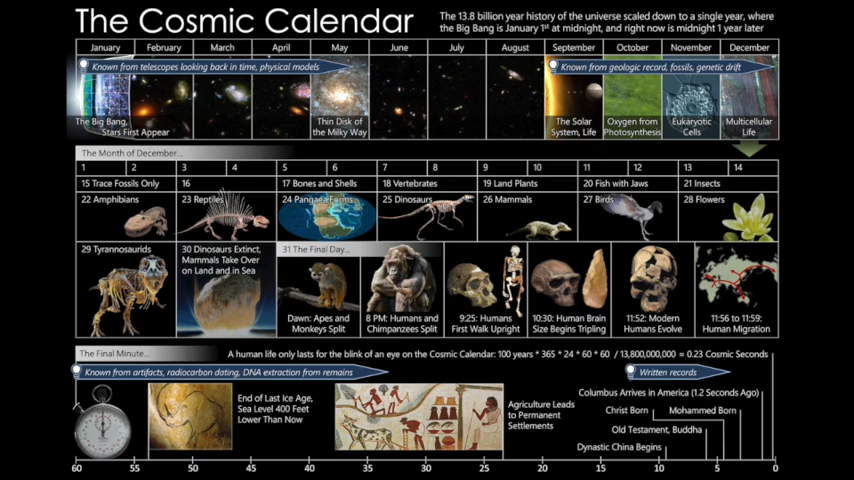 The Cosmic Calendar
The 13.8 billion year history of the universe scaled down to a single year, where
the Big Bang is January 1st at midnight, and right now is midnight 1 year later
January February March April May June July August September October November December
Known from telescopes looking back in time, physical models
Known from geologic record, fossils, genetic drift
The Big Bang,
Stars First Appear
Thin Disk of
the Milky Way
The Solar
System, Life
Oxygen from
Photosynthesis
Eukaryotic
Cells
Multicellular
Life
The Month of December...
1 2 3 4 5 6 7 8 9 10 11 12 13 14
15 Trace Fossils Only 16 17 Bones and Shells 18 Vertebrates 19 Land Plants 20 Fish with Jaws 21 Insects
22 Amphibians 23 Reptiles 24 Pangaea Forms 25 Dinosaurs 26 Mammals 27 Birds 28 Flowers
29 Tyrannosaurids
30 Dinosaurs Extinct,
Mammals Take Over
on Land and in Sea
31 The Final Day...
Dawn: Apes and
Monkeys Split
8 PM: Humans and
Chimpanzees Split
9:25: Humans
First Walk Upright
10:30: Human Brain
Size Begins Tripling
11:52: Modern
Humans Evolve
11:56 to 11:59:
Human Migration
The Final Minute...
A human life only lasts for the blink of an eye on the Cosmic Calendar: 100 years * 365 * 24 * 60 * 60 / 13,800,000,000 = 0.23 Cosmic Seconds
Known from artifacts, radiocarbon dating, DNA extraction from remains
Written records
End of Last Ice Age,
Sea Level 400 Feet
Lower Than Now
Agriculture Leads
to Permanent
Settlements
Columbus Arrives in America (1.2 Seconds Ago)
Christ Born
Mohammed Born
Old Testament, Buddha
Dynastic China Begins
60 55 50 45 40 35 30 25 20 15 10 5 0